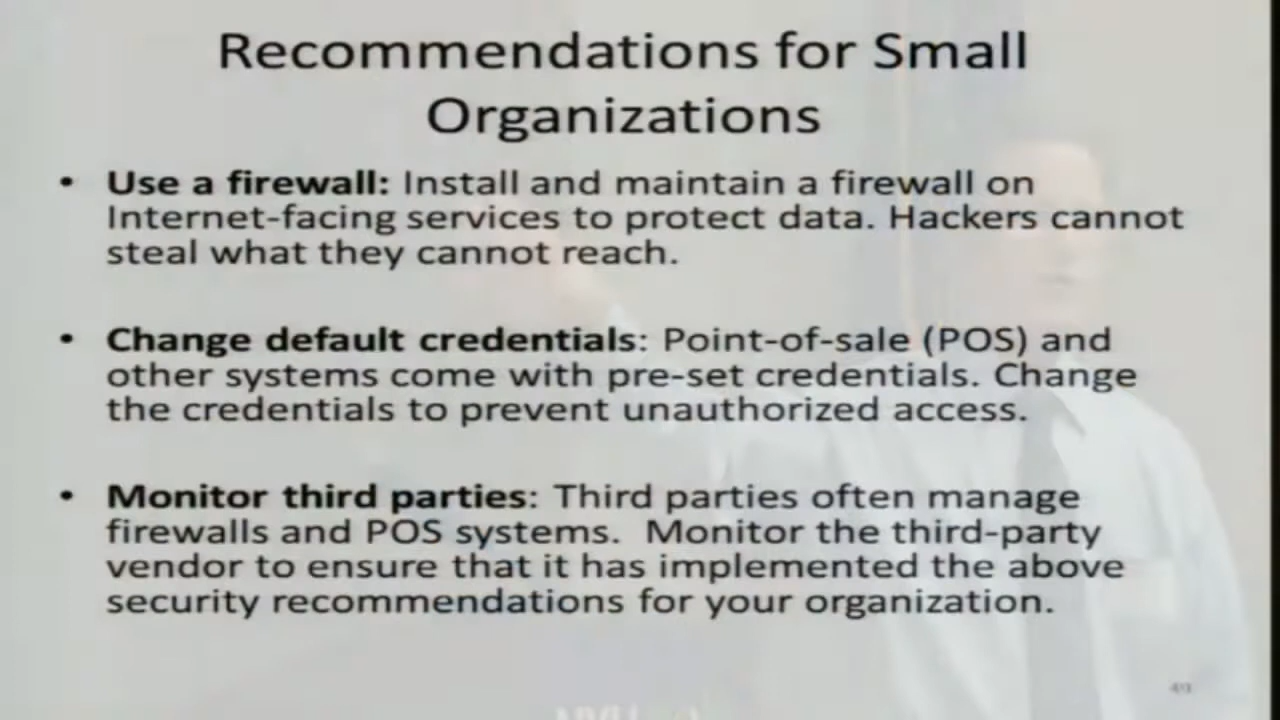 Recommendations for Small
Organizations
• Use a firewall: Install and maintain a firewall on
Internet-facing services to protect data. Hackers cannot
steal what they cannot reach.
• Change default credentials: Point-of-sale (POS) and
other systems come with pre-set credentials. Change
the credentials to prevent unauthorized access.
• Monitor third parties: Third parties often manage
firewalls and POS systems. Monitor the third-party
vendor to ensure that it has implemented the above
security recommendations for your organization.